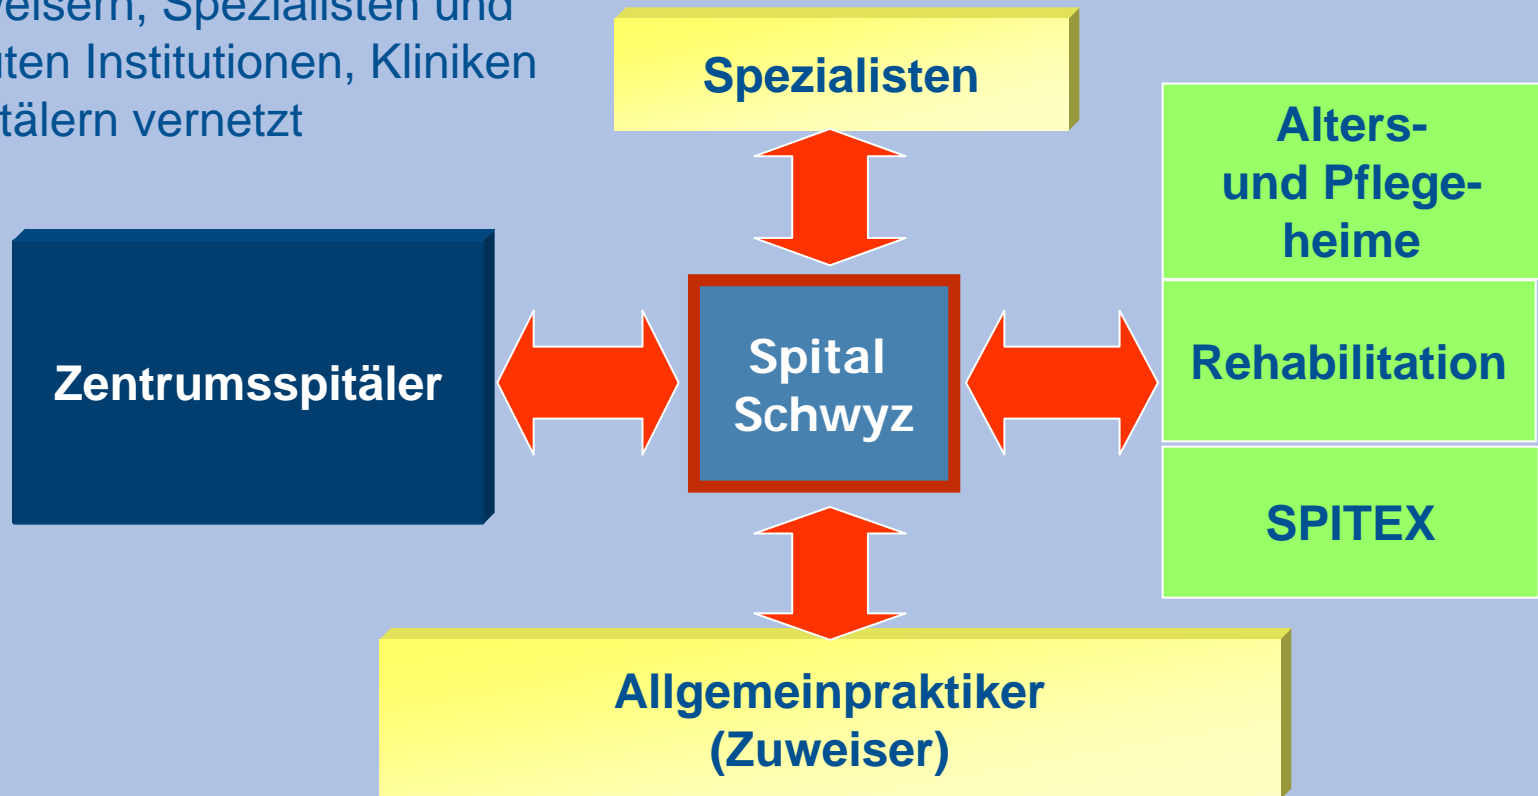 Spezialisten und
Institutionen, Kliniken
vernetzt
Spezialisten
Alters-
und Pflege-
heime
Zentrumsspitäler
Spital
Schwyz
Rehabilitation
SPITEX
Allgemeinpraktiker
(Zuweiser)